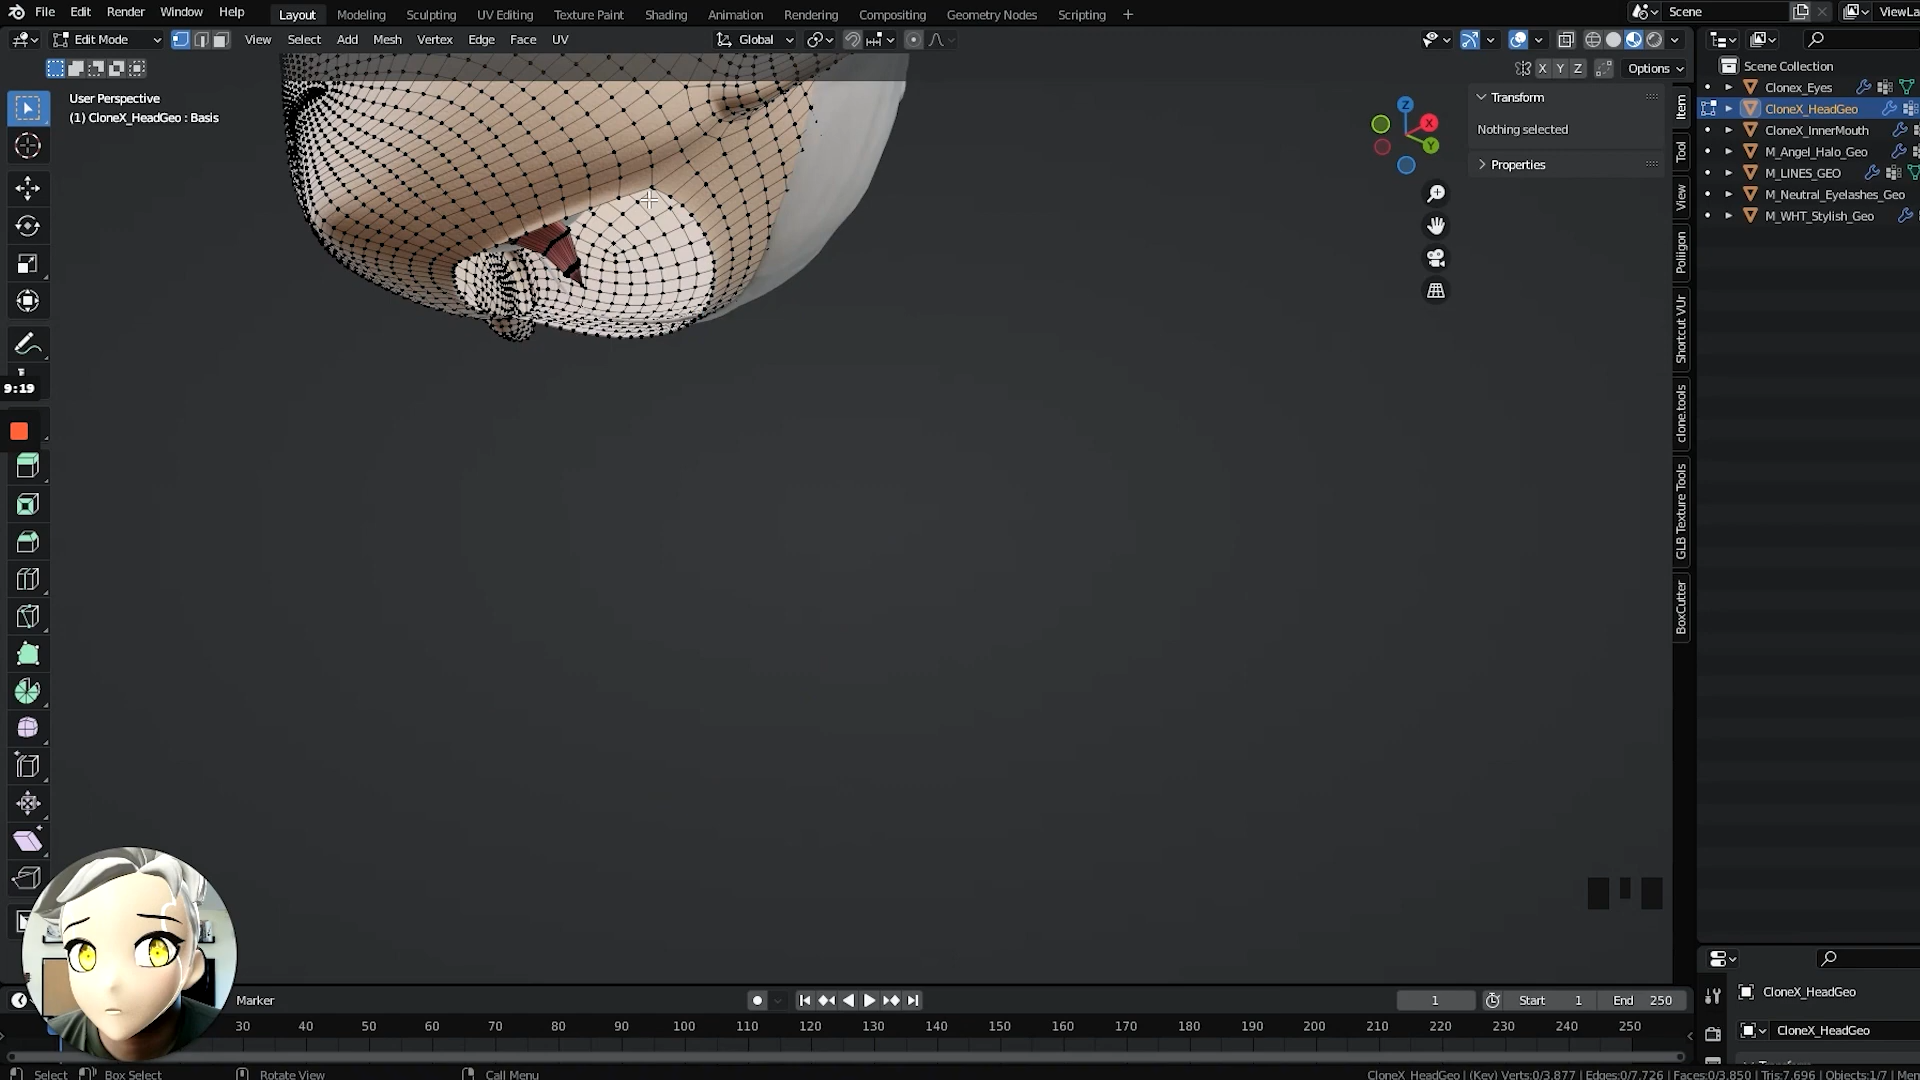 File Edit Render Window Help Layout Modeling Sculpting UV Editing Texture Paint Shading Animation Rendering Compositing Geometry Nodes Scripting + Scene
Edit Mode View Select Add Mesh Vertex Edge Face UV Global
X Y Z Options
User Perspective
(1) CloneX_HeadGeo : Basis
Transform
Nothing selected
Properties
Z
X
Y
Item
Tool
View
Poliigon
Shortcut VUr
clone.tools
GLB Texture Tools
BoxCutter
Scene Collection
Clonex_Eyes
CloneX_HeadGeo
CloneX_InnerMouth
M_Angel_Halo_Geo
M_LINES_GEO
M_Neutral_Eyelashes_Geo
M_WHT_Stylish_Geo
9:19
Marker
1 Start 1 End 250
30 40 50 60 70 80 90 100 110 120 130 140 150 160 170 180 190 200 210 220 230 240 250
CloneX_HeadGeo
CloneX_HeadGeo
Select Box Select Rotate View Call Menu
CloneX_HeadGeo | (Key) Verts:0/3,877 | Edges:0/7,726 | Faces:0/3,850 | Tris:7,696 | Objects:1/7 |